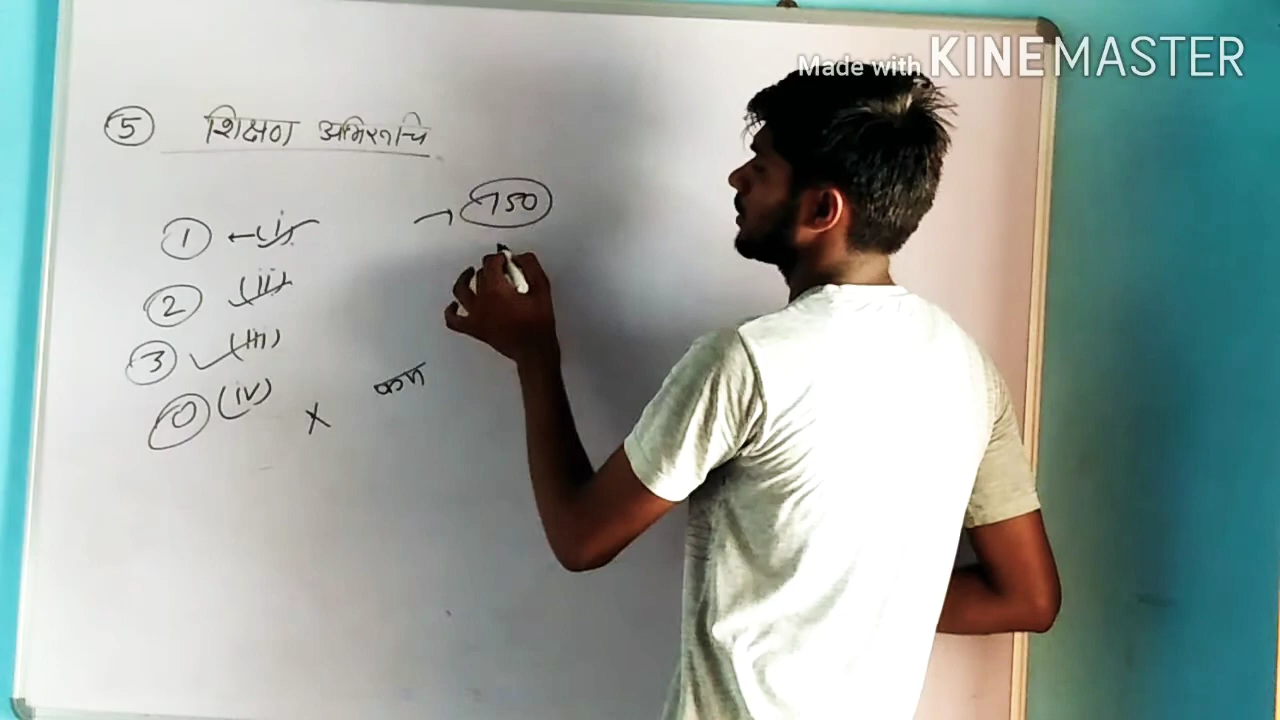 Made with KINEMASTER
⑤ शिक्षण अभिरुचि
→ 150
① (i)
② (ii)
③ (iii)
⓪ (iv) X कम